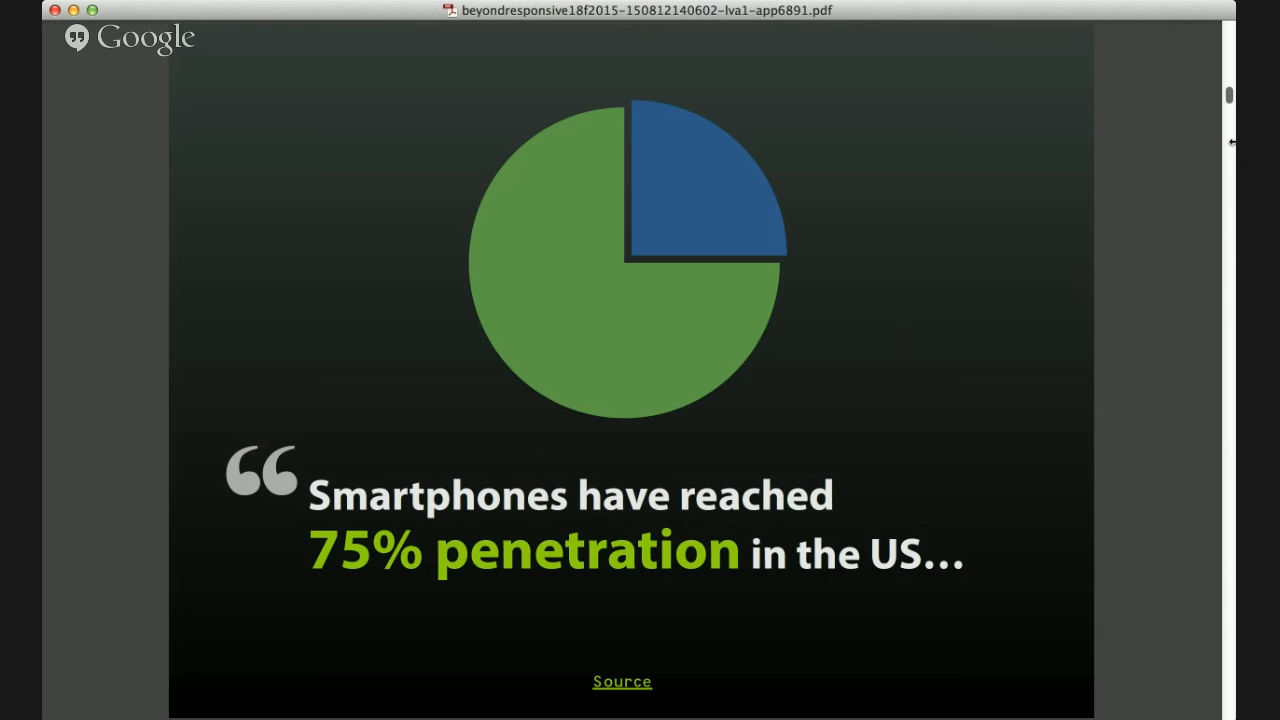 beyondresponsive18f2015-150812140602-lva1-app6891.pdf
Google
“Smartphones have reached
75% penetration in the US…
Source